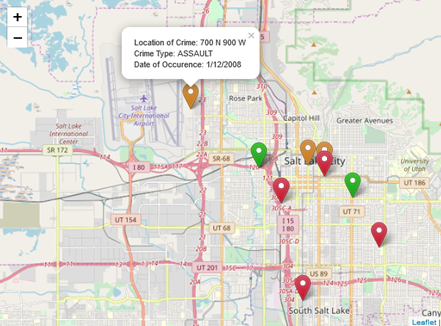 +
−
×
Location of Crime: 700 N 900 W
Crime Type: ASSAULT
Date of Occurence: 1/12/2008
Rose Park
Capitol Hill
Greater Avenues
Salt Lake
City-International
Airport
Salt Lake
International
Center
SR 172
I 80
SR-68
Salt Lake City
University
of Utah
UT 186
UT 154
UT 68
UT 71
I 15
I 80
UT 201
US 89
South Salt Lake
Leaflet